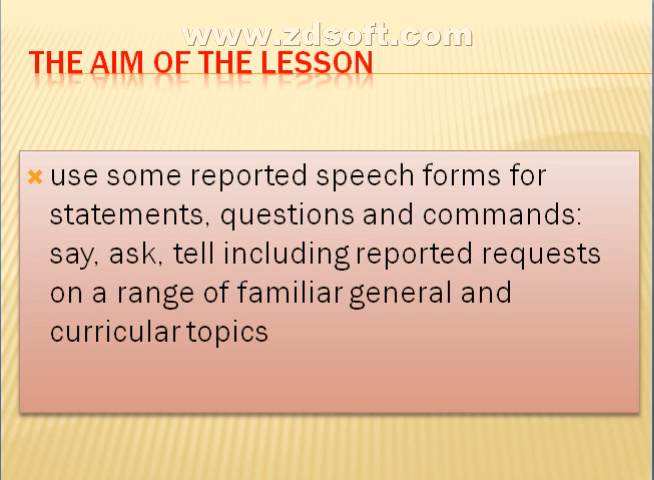 www.zdsoft.com
THE AIM OF THE LESSON
use some reported speech forms for
statements, questions and commands:
say, ask, tell including reported requests
on a range of familiar general and
curricular topics